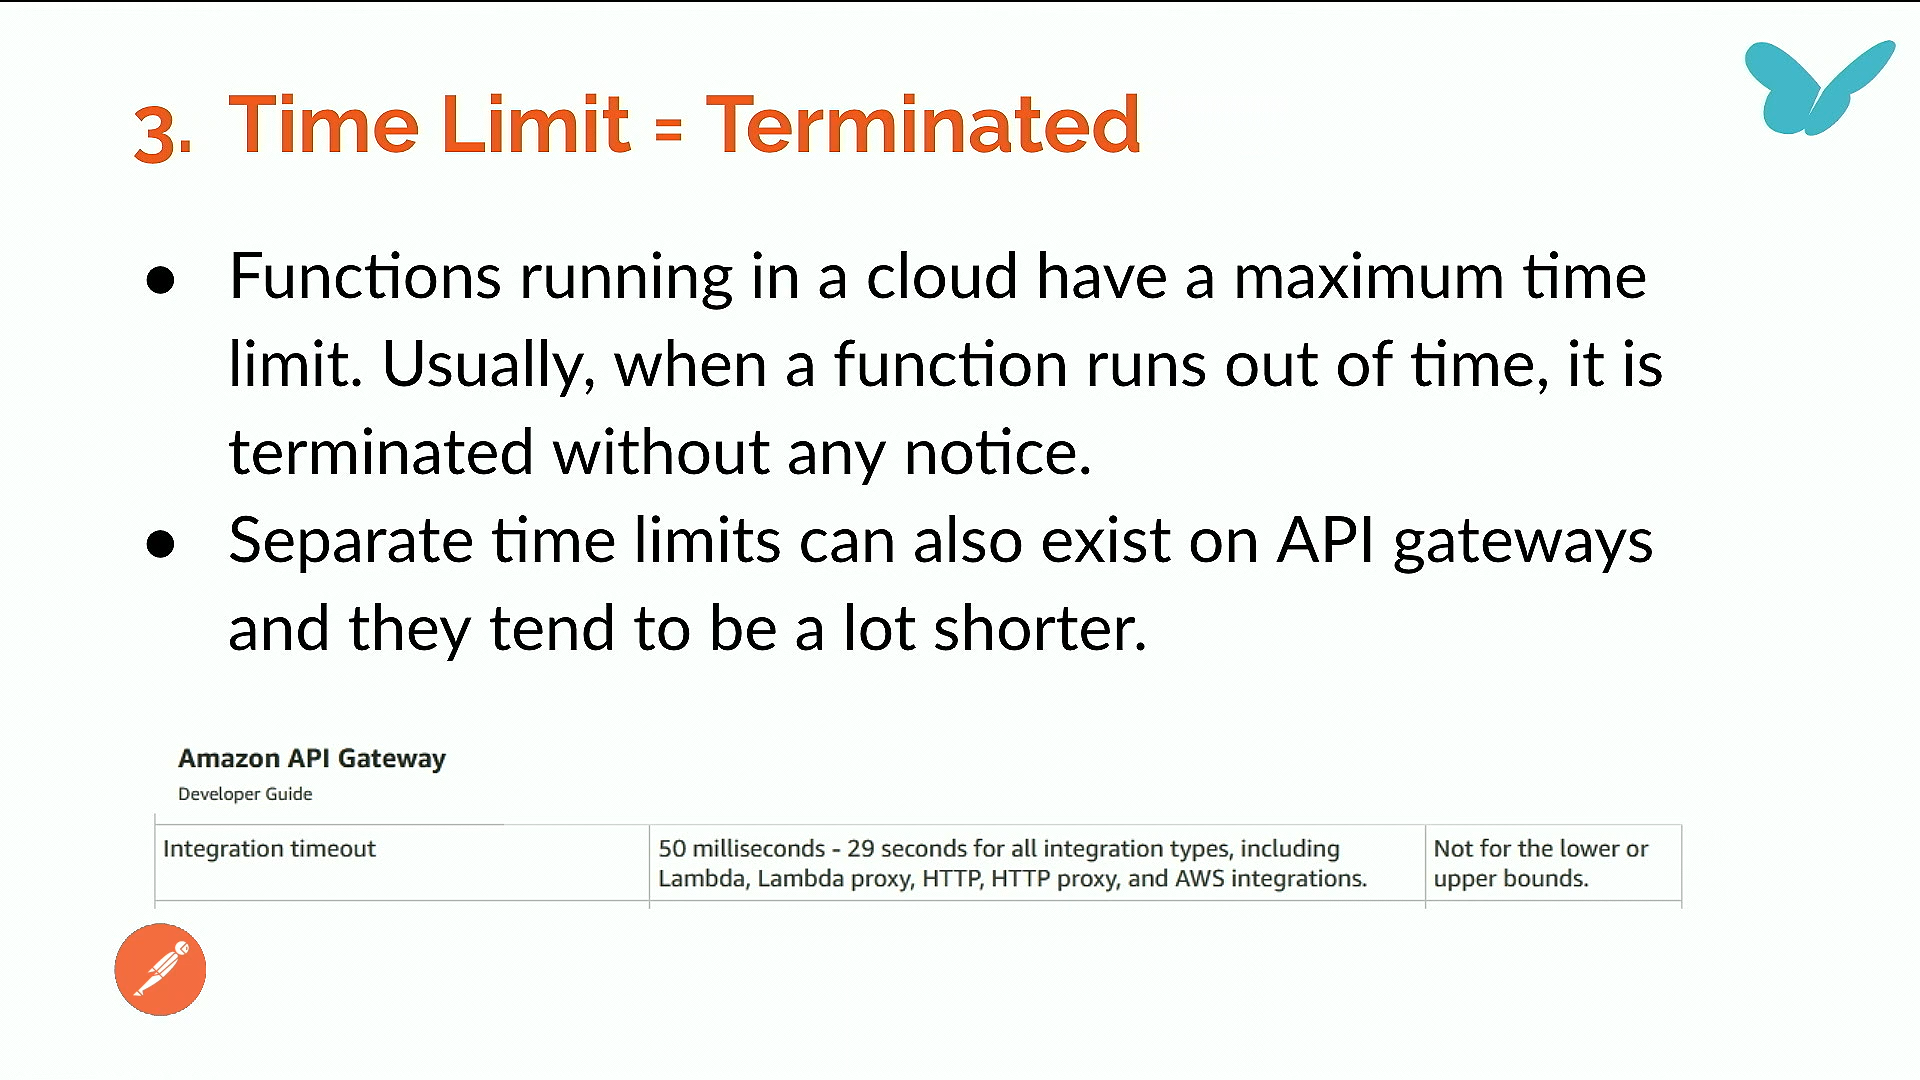 3. Time Limit = Terminated
● Functions running in a cloud have a maximum time
limit. Usually, when a function runs out of time, it is
terminated without any notice.
● Separate time limits can also exist on API gateways
and they tend to be a lot shorter.
Amazon API Gateway
Developer Guide
Integration timeout
50 milliseconds - 29 seconds for all integration types, including
Lambda, Lambda proxy, HTTP, HTTP proxy, and AWS integrations.
Not for the lower or
upper bounds.